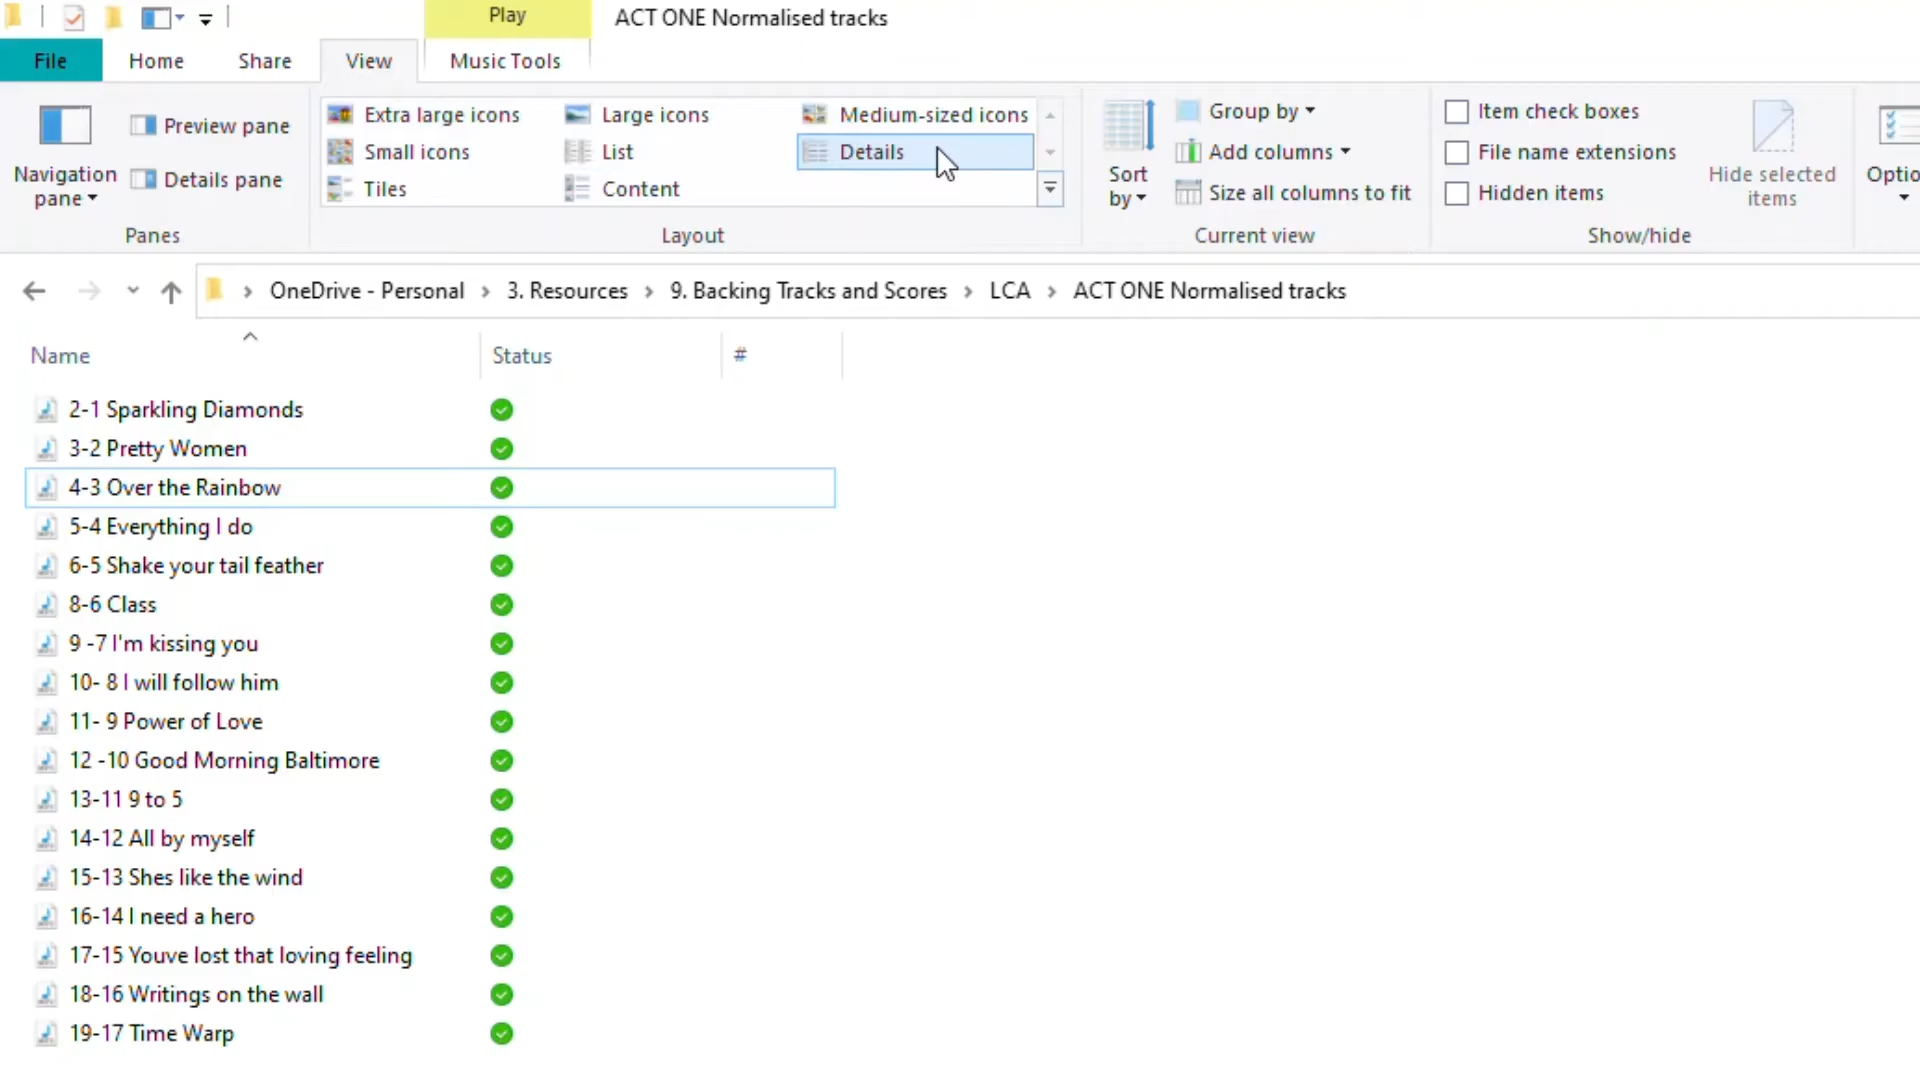 Play
ACT ONE Normalised tracks
File
Home
Share
View
Music Tools
Navigation pane
Preview pane
Details pane
Panes
Extra large icons
Large icons
Medium-sized icons
Small icons
List
Details
Tiles
Content
Layout
Sort by
Group by
Add columns
Size all columns to fit
Current view
Item check boxes
File name extensions
Hidden items
Hide selected items
Show/hide
Optio
OneDrive - Personal > 3. Resources > 9. Backing Tracks and Scores > LCA > ACT ONE Normalised tracks
Name Status #
2-1 Sparkling Diamonds
3-2 Pretty Women
4-3 Over the Rainbow
5-4 Everything I do
6-5 Shake your tail feather
8-6 Class
9 -7 I'm kissing you
10- 8 I will follow him
11- 9 Power of Love
12 -10 Good Morning Baltimore
13-11 9 to 5
14-12 All by myself
15-13 Shes like the wind
16-14 I need a hero
17-15 Youve lost that loving feeling
18-16 Writings on the wall
19-17 Time Warp